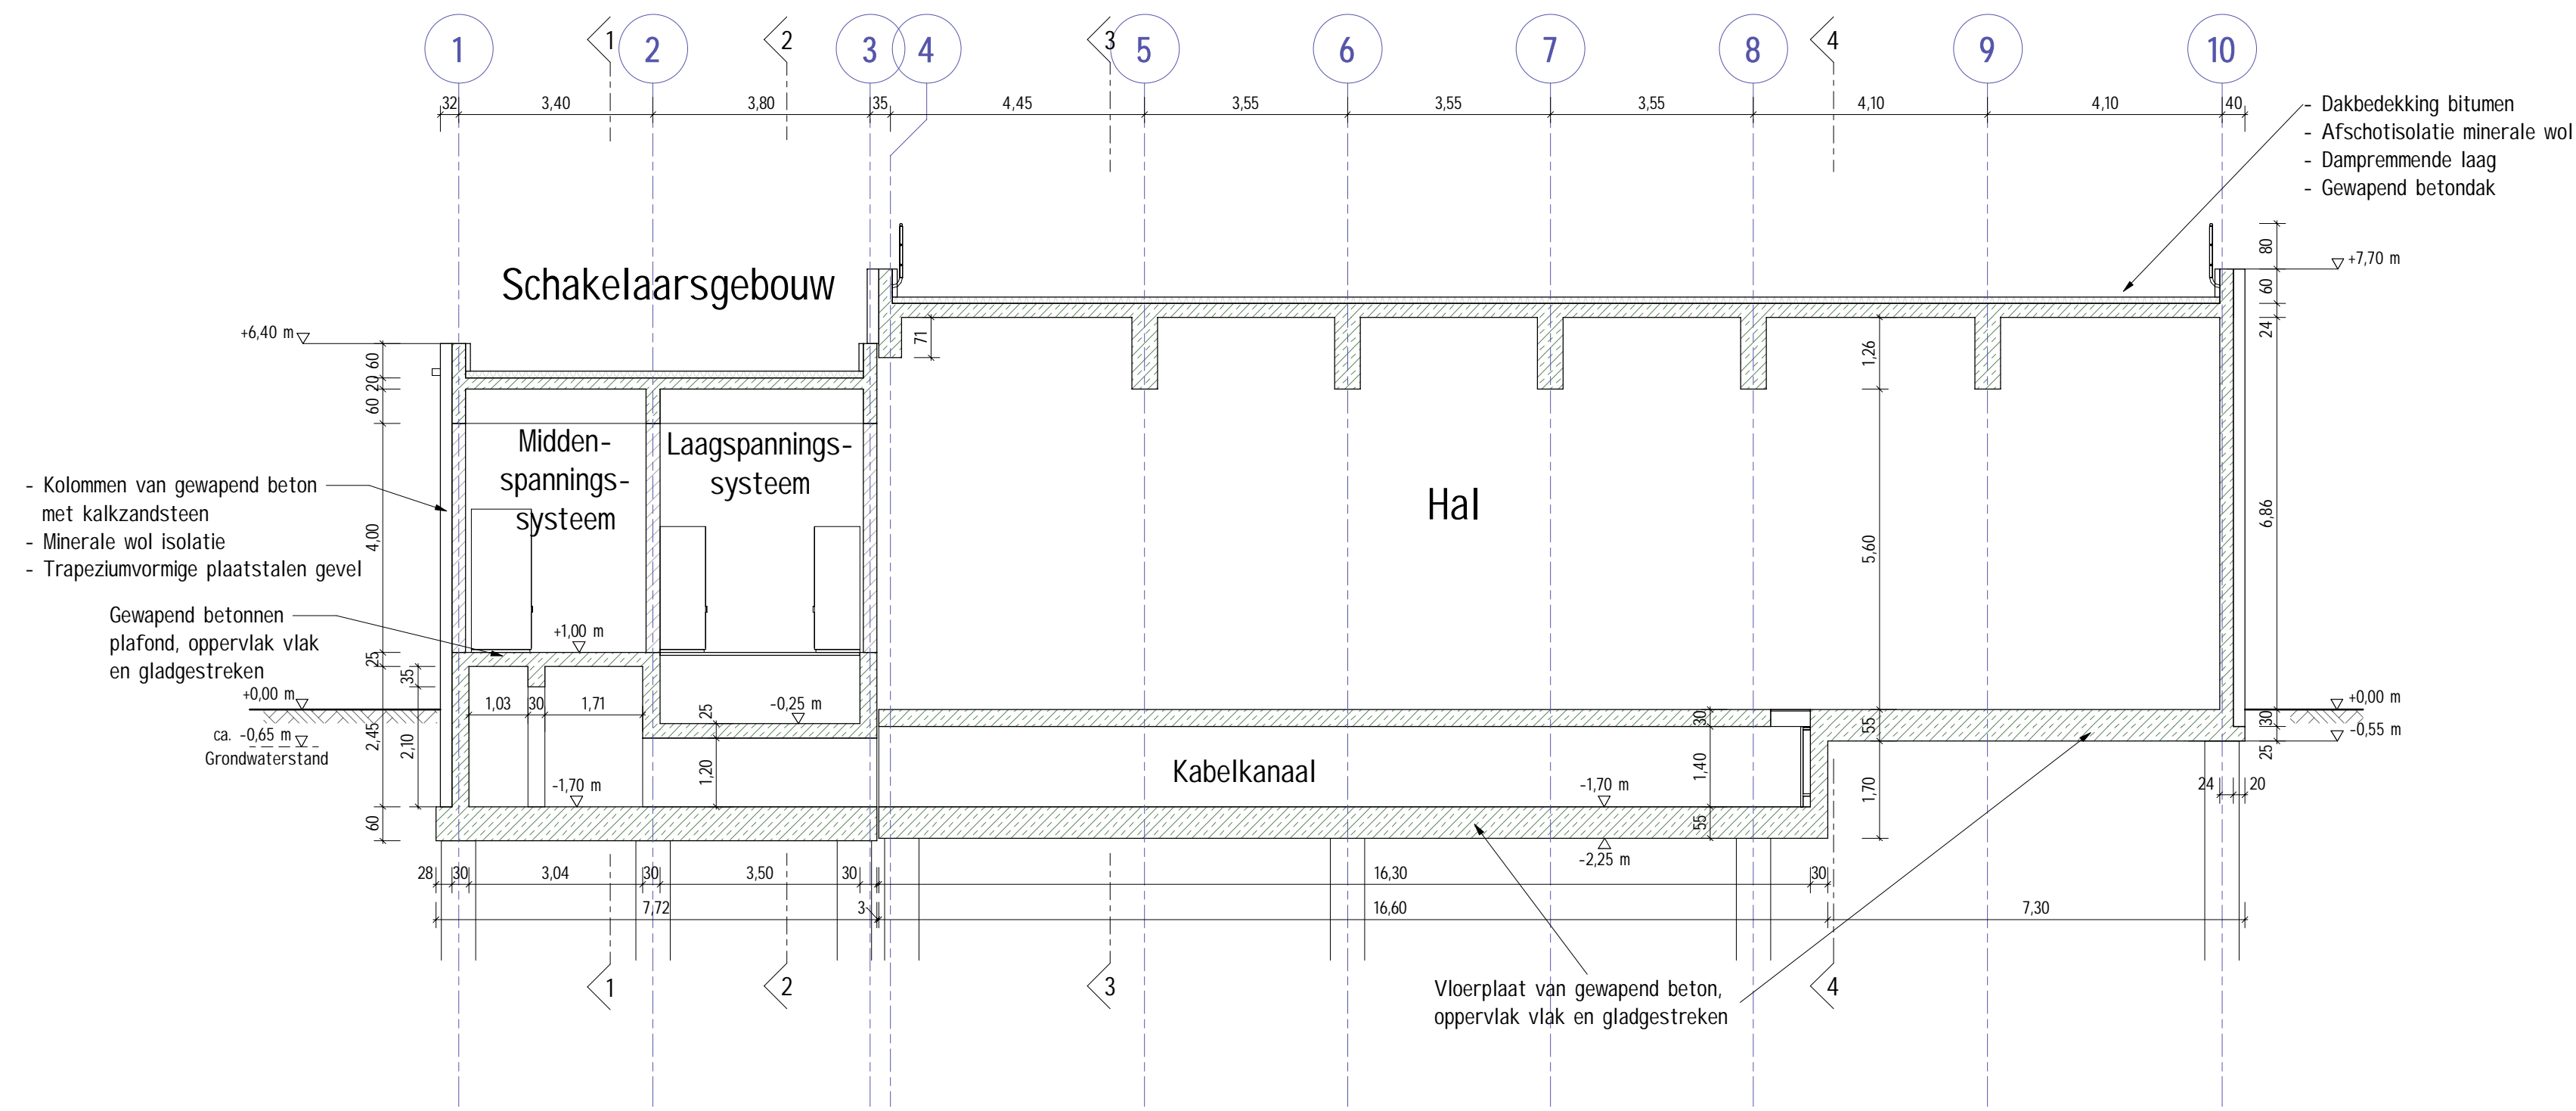 1 1 2 2 3 4 3 5 6 7 8 4 9 10
32 3,40 3,80 35 4,45 3,55 3,55 3,55 4,10 4,10 40
- Dakbedekking bitumen
- Afschotisolatie minerale wol
- Dampremmende laag
- Gewapend betondak
Schakelaarsgebouw
80
+7,70 m
60
24
+6,40 m
60
20
60
71
1,26
Midden-
spannings-
systeem
Laagspannings-
systeem
Hal
- Kolommen van gewapend beton
met kalkzandsteen
- Minerale wol isolatie
- Trapeziumvormige plaatstalen gevel
4,00
5,60
6,86
Gewapend betonnen
plafond, oppervlak vlak
en gladgestreken
+1,00 m
25
35
+0,00 m
1,03 30 1,71
25
-0,25 m
30
55
+0,00 m
30
-0,55 m
25
ca. -0,65 m
Grondwaterstand
2,45
2,10
1,20
Kabelkanaal
1,40
1,70
-1,70 m
-1,70 m
24 20
60
55
-2,25 m
28 30 3,04 30 3,50 30 16,30 30
7,72 3 16,60 7,30
1 2 3 4
Vloerplaat van gewapend beton,
oppervlak vlak en gladgestreken